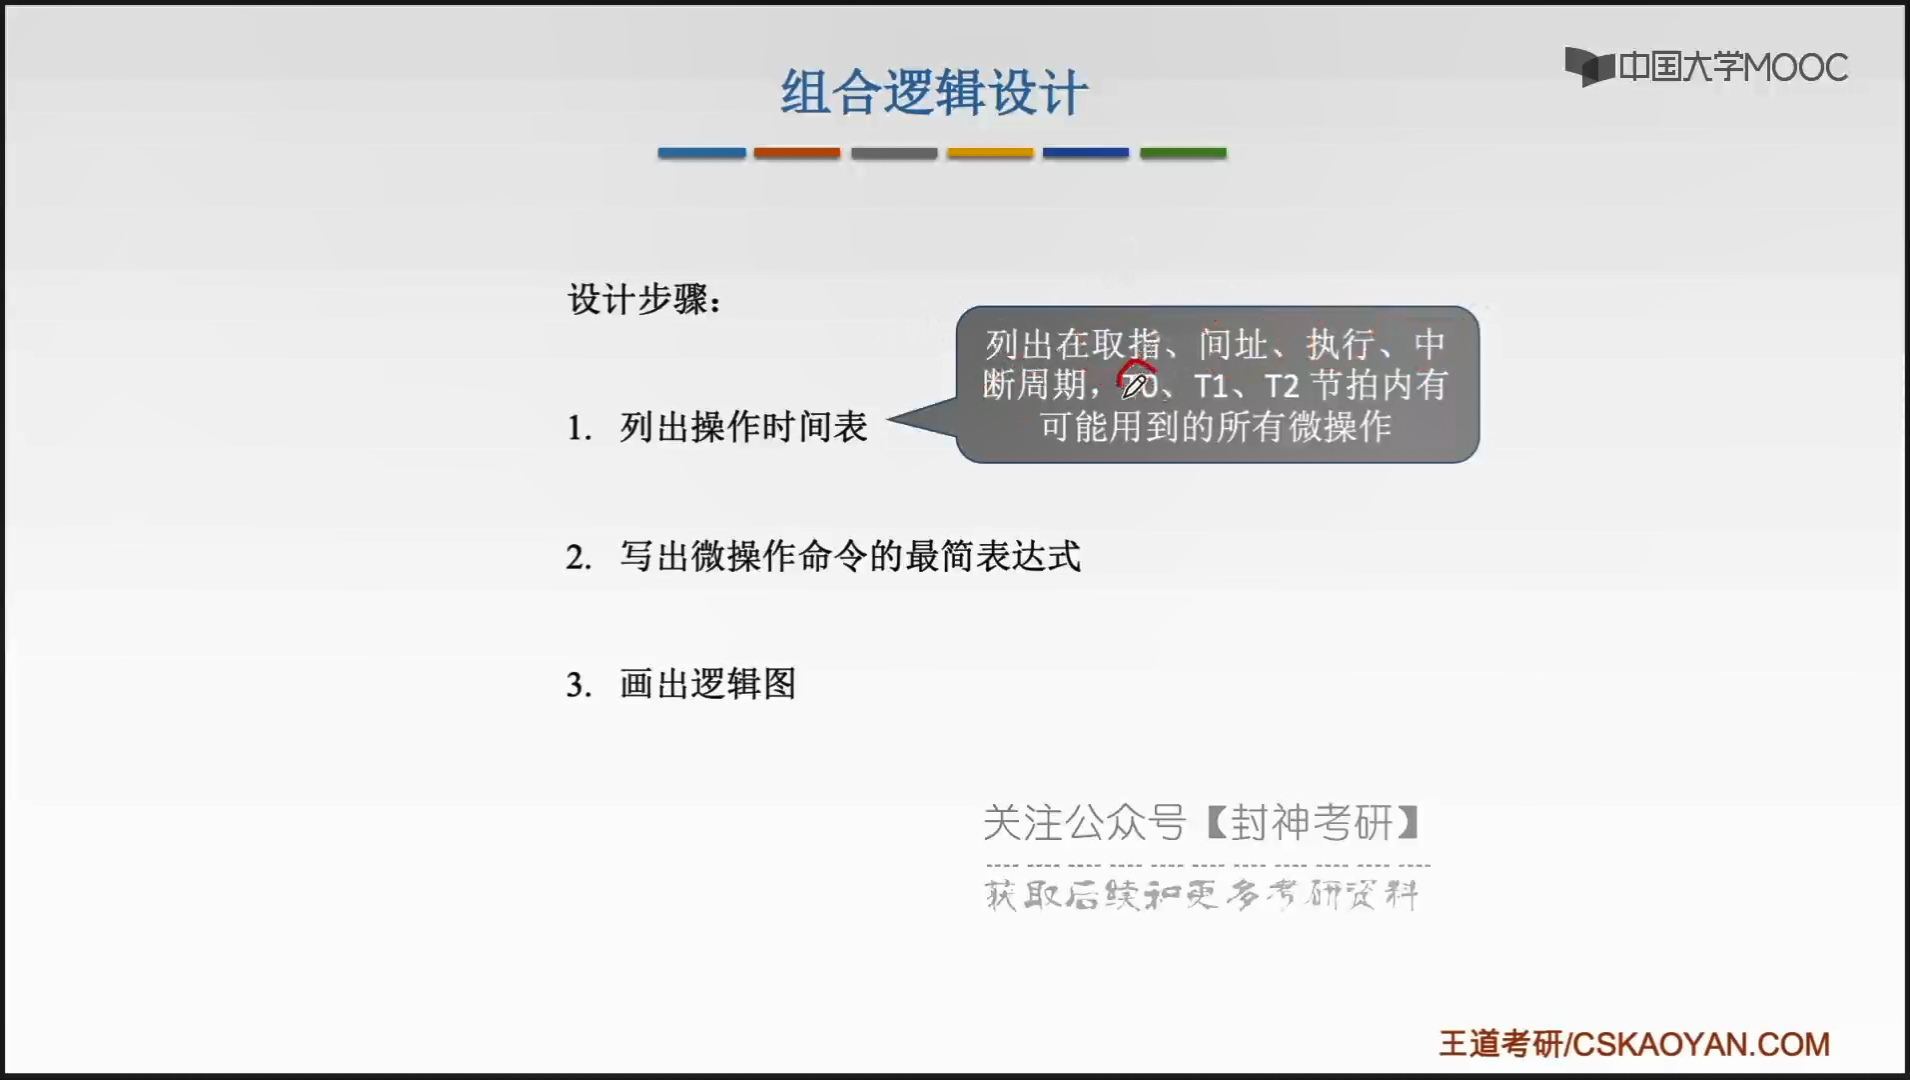 中国大学MOOC
组合逻辑设计
设计步骤：
列出在取指、间址、执行、中
断周期，T0、T1、T2 节拍内有
可能用到的所有微操作
1. 列出操作时间表
2. 写出微操作命令的最简表达式
3. 画出逻辑图
关注公众号【封神考研】
获取后续和更多考研资料
王道考研/CSKAOYAN.COM